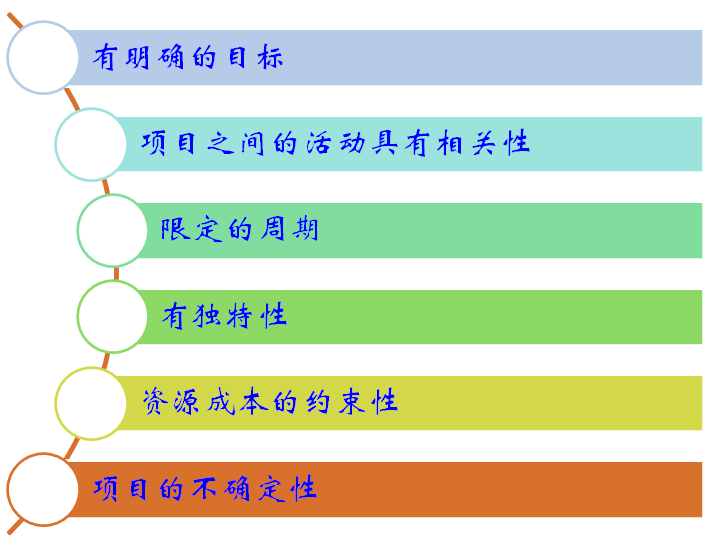 有明确的目标
项目之间的活动具有相关性
限定的周期
有独特性
资源成本的约束性
项目的不确定性